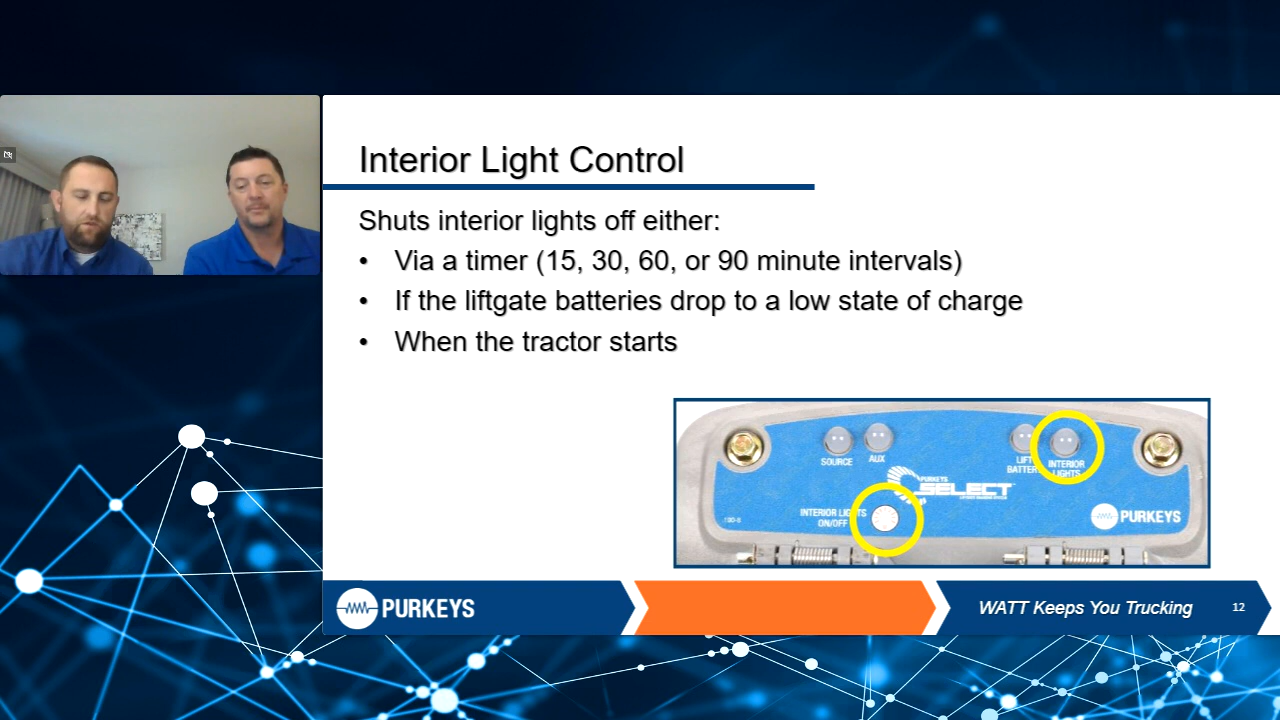 Interior Light Control
Shuts interior lights off either:
• Via a timer (15, 30, 60, or 90 minute intervals)
• If the liftgate batteries drop to a low state of charge
• When the tractor starts
SOURCE
AUX
INTERIOR
LIGHTS
PURKEYS
SELECT
INTERIOR LIGHTS
ON/OFF
PURKEYS
PURKEYS
WATT Keeps You Trucking
12